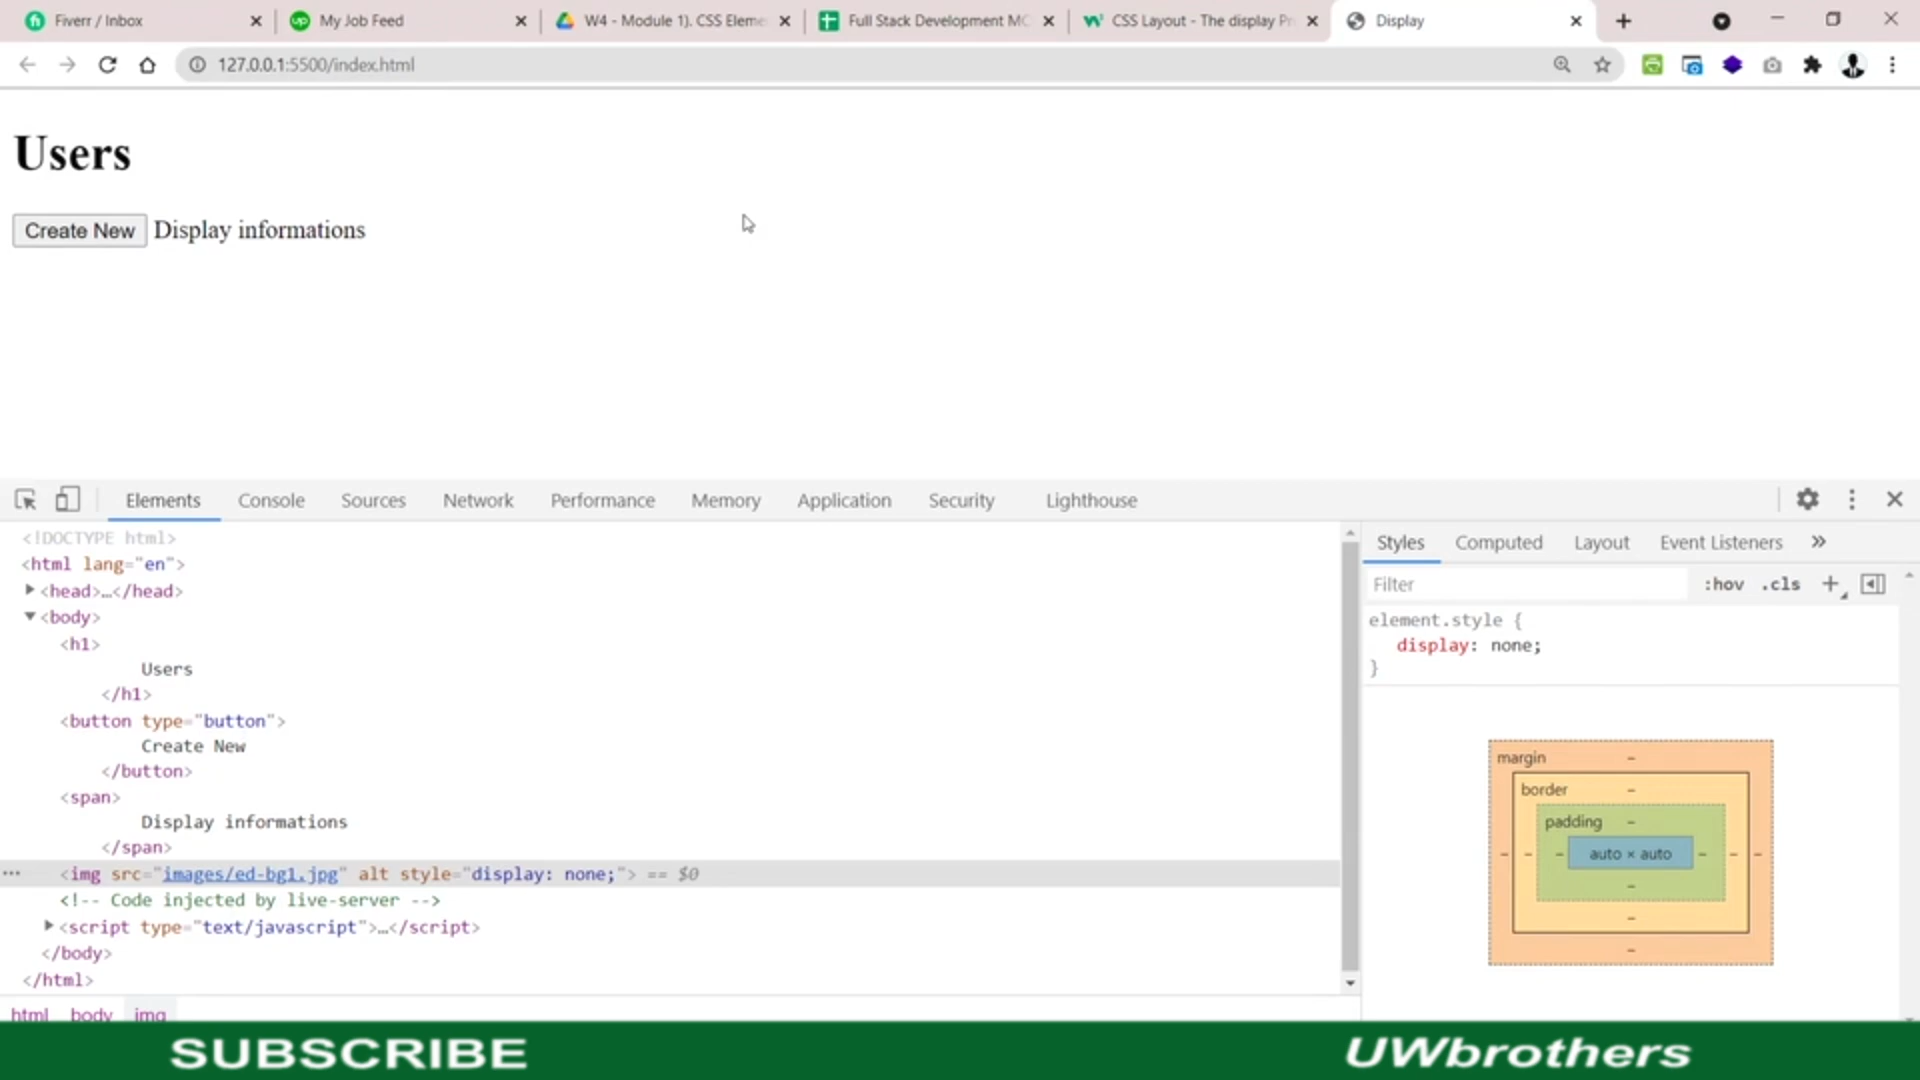 Fiverr / Inbox
up My Job Feed
W4 - Module 1). CSS Eleme
Full Stack Development MC
CSS Layout - The display Pr
Display
127.0.0.1:5500/index.html
Users
Create New Display informations
Elements Console Sources Network Performance Memory Application Security Lighthouse
<!DOCTYPE html>
<html lang="en">
<head>…</head>
<body>
<h1>
Users
</h1>
<button type="button">
Create New
</button>
<span>
Display informations
</span>
<img src="images/ed-bg1.jpg" alt style="display: none;"> == $0
<!-- Code injected by live-server -->
<script type="text/javascript">…</script>
</body>
</html>
html body img
Styles Computed Layout Event Listeners »
Filter :hov .cls +
element.style {
display: none;
}
margin -
border -
padding -
- - - auto × auto - - -
-
-
-
SUBSCRIBE UWbrothers